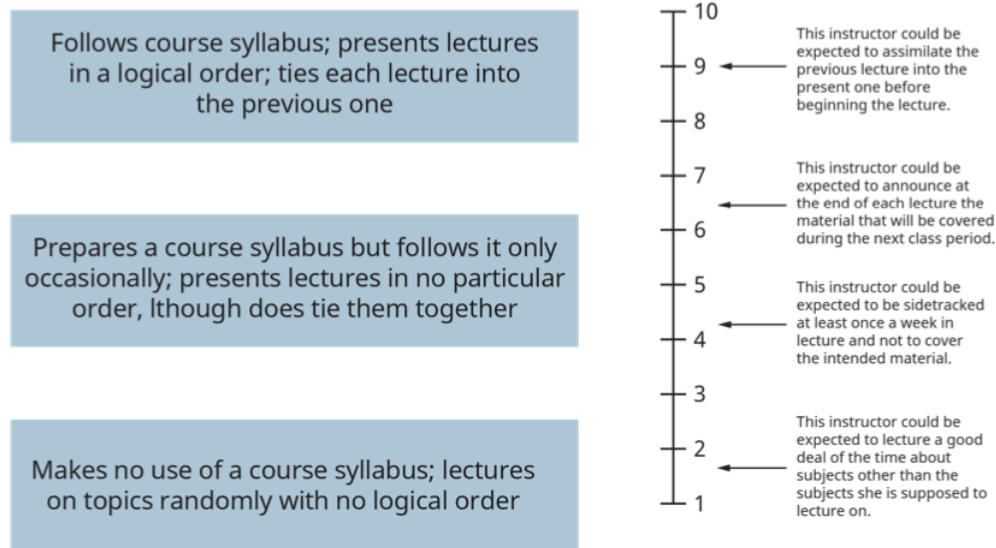 Follows course syllabus; presents lectures
in a logical order; ties each lecture into
the previous one
Prepares a course syllabus but follows it only
occasionally; presents lectures in no particular
order, lthough does tie them together
Makes no use of a course syllabus; lectures
on topics randomly with no logical order
10
9
8
7
6
5
4
3
2
1
This instructor could be
expected to assimilate the
previous lecture into the
present one before
beginning the lecture.
This instructor could be
expected to announce at
the end of each lecture the
material that will be covered
during the next class period.
This instructor could be
expected to be sidetracked
at least once a week in
lecture and not to cover
the intended material.
This instructor could be
expected to lecture a good
deal of the time about
subjects other than the
subjects she is supposed to
lecture on.